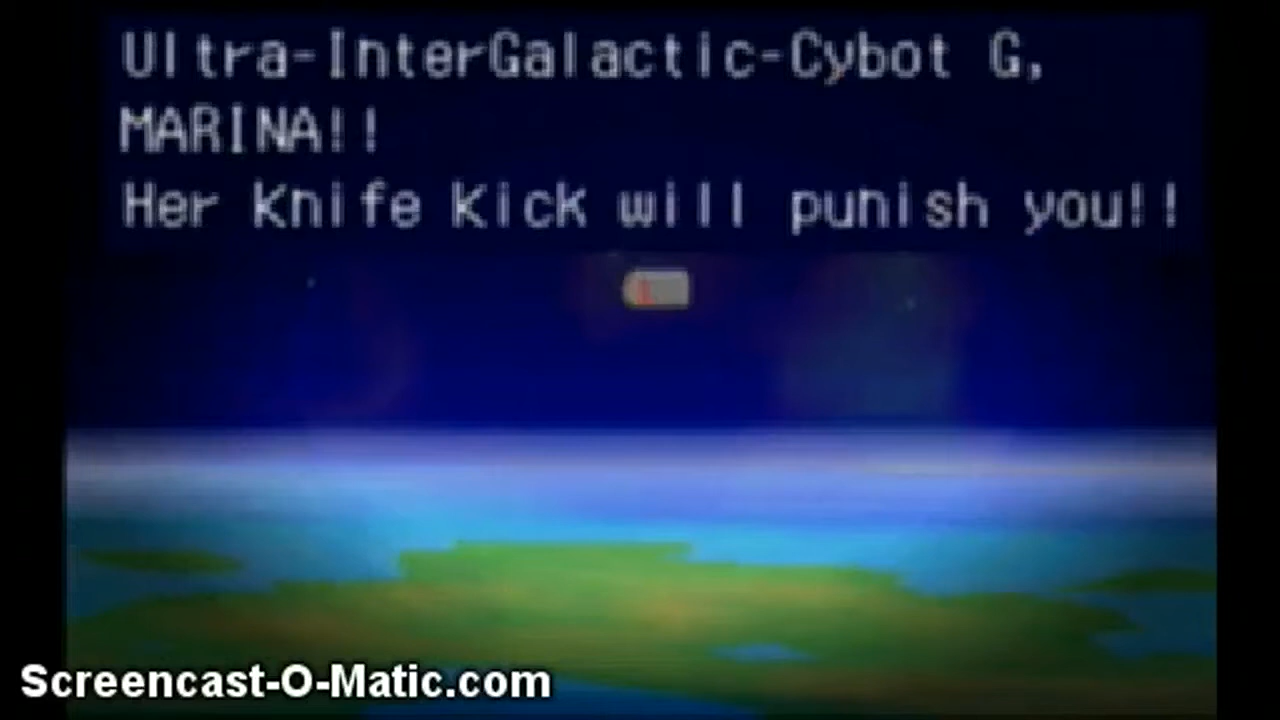 Ultra-InterGalactic-Cybot G,
MARINA!!
Her Knife Kick will punish you!!
Screencast-O-Matic.com